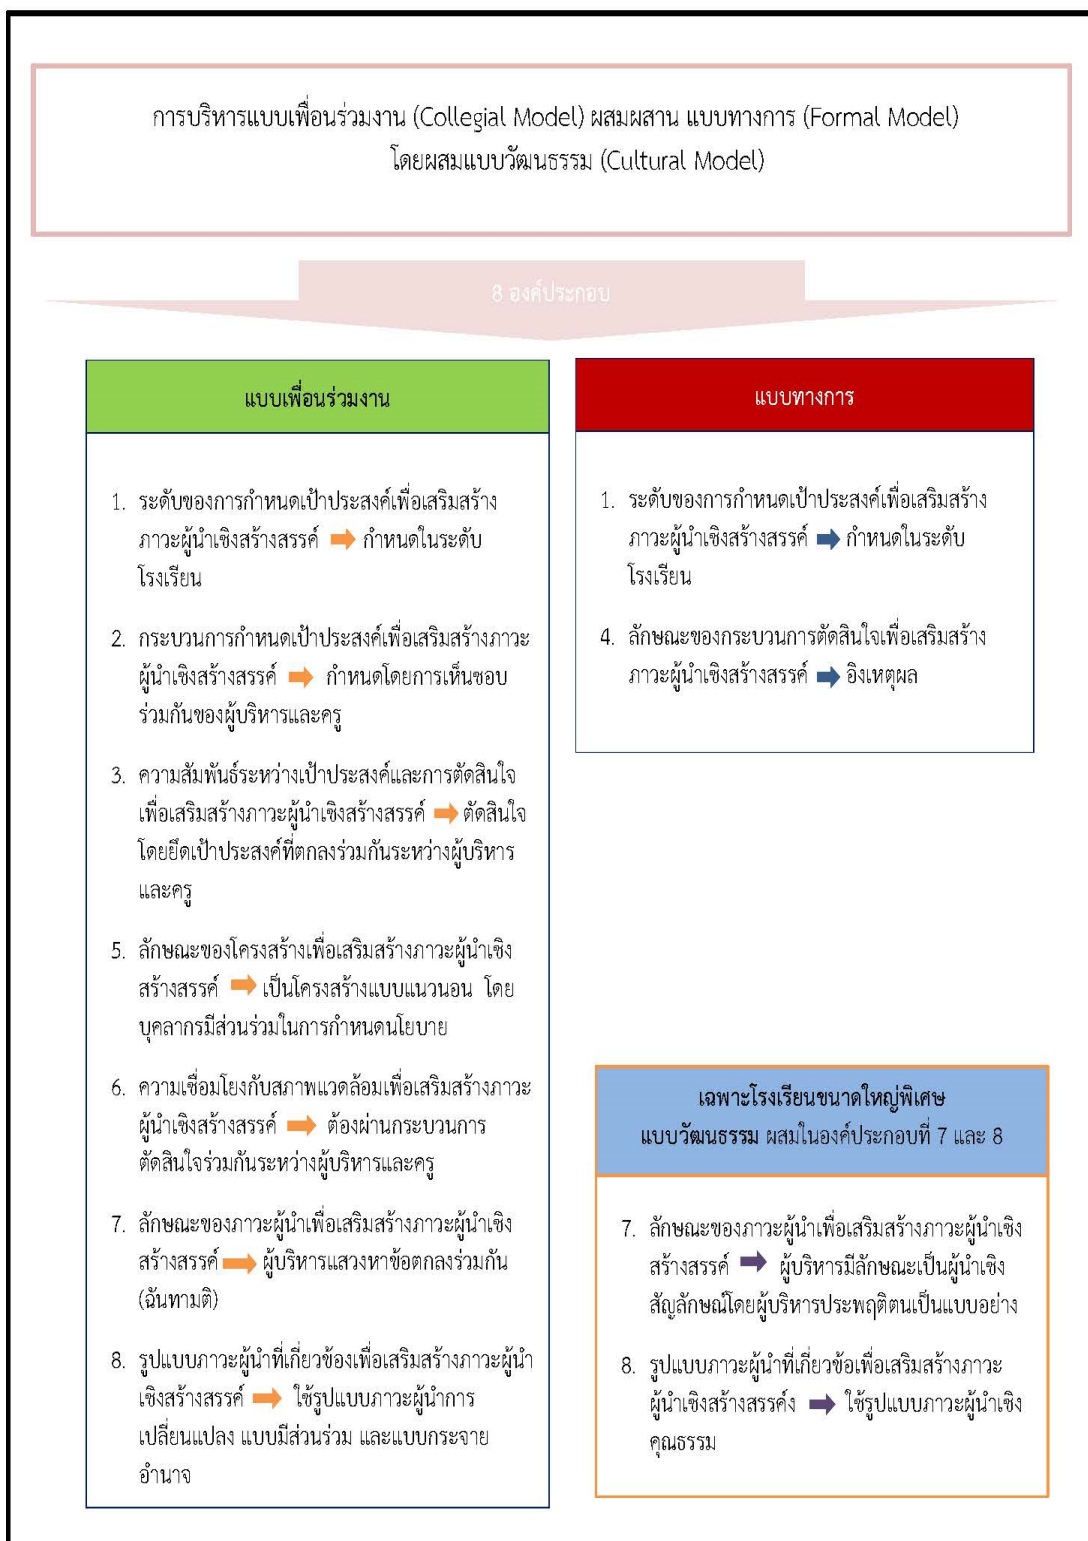 การบริหารแบบเพื่อนร่วมงาน (Collegial Model) ผสมผสาน แบบทางการ (Formal Model)
โดยผสมแบบวัฒนธรรม (Cultural Model)
8 องค์ประกอบ
แบบเพื่อนร่วมงาน
1. ระดับของการกำหนดเป้าประสงค์เพื่อเสริมสร้าง
ภาวะผู้นำเชิงสร้างสรรค์ ➡ กำหนดในระดับ
โรงเรียน
2. กระบวนการกำหนดเป้าประสงค์เพื่อเสริมสร้างภาวะ
ผู้นำเชิงสร้างสรรค์ ➡ กำหนดโดยการเห็นชอบ
ร่วมกันของผู้บริหารและครู
3. ความสัมพันธ์ระหว่างเป้าประสงค์และการตัดสินใจ
เพื่อเสริมสร้างภาวะผู้นำเชิงสร้างสรรค์ ➡ ตัดสินใจ
โดยยึดเป้าประสงค์ที่ตกลงร่วมกันระหว่างผู้บริหาร
และครู
5. ลักษณะของโครงสร้างเพื่อเสริมสร้างภาวะผู้นำเชิง
สร้างสรรค์ ➡ เป็นโครงสร้างแบบแนวนอน โดย
บุคลากรมีส่วนร่วมในการกำหนดนโยบาย
6. ความเชื่อมโยงกับสภาพแวดล้อมเพื่อเสริมสร้างภาวะ
ผู้นำเชิงสร้างสรรค์ ➡ ต้องผ่านกระบวนการ
ตัดสินใจร่วมกันระหว่างผู้บริหารและครู
7. ลักษณะของภาวะผู้นำเพื่อเสริมสร้างภาวะผู้นำเชิง
สร้างสรรค์ ➡ ผู้บริหารแสวงหาข้อตกลงร่วมกัน
(ฉันทามติ)
8. รูปแบบภาวะผู้นำที่เกี่ยวข้องเพื่อเสริมสร้างภาวะผู้นำ
เชิงสร้างสรรค์ ➡ ใช้รูปแบบภาวะผู้นำการ
เปลี่ยนแปลง แบบมีส่วนร่วม และแบบกระจาย
อำนาจ
แบบทางการ
1. ระดับของการกำหนดเป้าประสงค์เพื่อเสริมสร้าง
ภาวะผู้นำเชิงสร้างสรรค์ ➡ กำหนดในระดับ
โรงเรียน
4. ลักษณะของกระบวนการตัดสินใจเพื่อเสริมสร้าง
ภาวะผู้นำเชิงสร้างสรรค์ ➡ อิงเหตุผล
เฉพาะโรงเรียนขนาดใหญ่พิเศษ
แบบวัฒนธรรม ผสมในองค์ประกอบที่ 7 และ 8
7. ลักษณะของภาวะผู้นำเพื่อเสริมสร้างภาวะผู้นำเชิง
สร้างสรรค์ ➡ ผู้บริหารมีลักษณะเป็นผู้นำเชิง
สัญลักษณ์โดยผู้บริหารประพฤติตนเป็นแบบอย่าง
8. รูปแบบภาวะผู้นำที่เกี่ยวข้อเพื่อเสริมสร้างภาวะ
ผู้นำเชิงสร้างสรรค์ง ➡ ใช้รูปแบบภาวะผู้นำเชิง
คุณธรรม